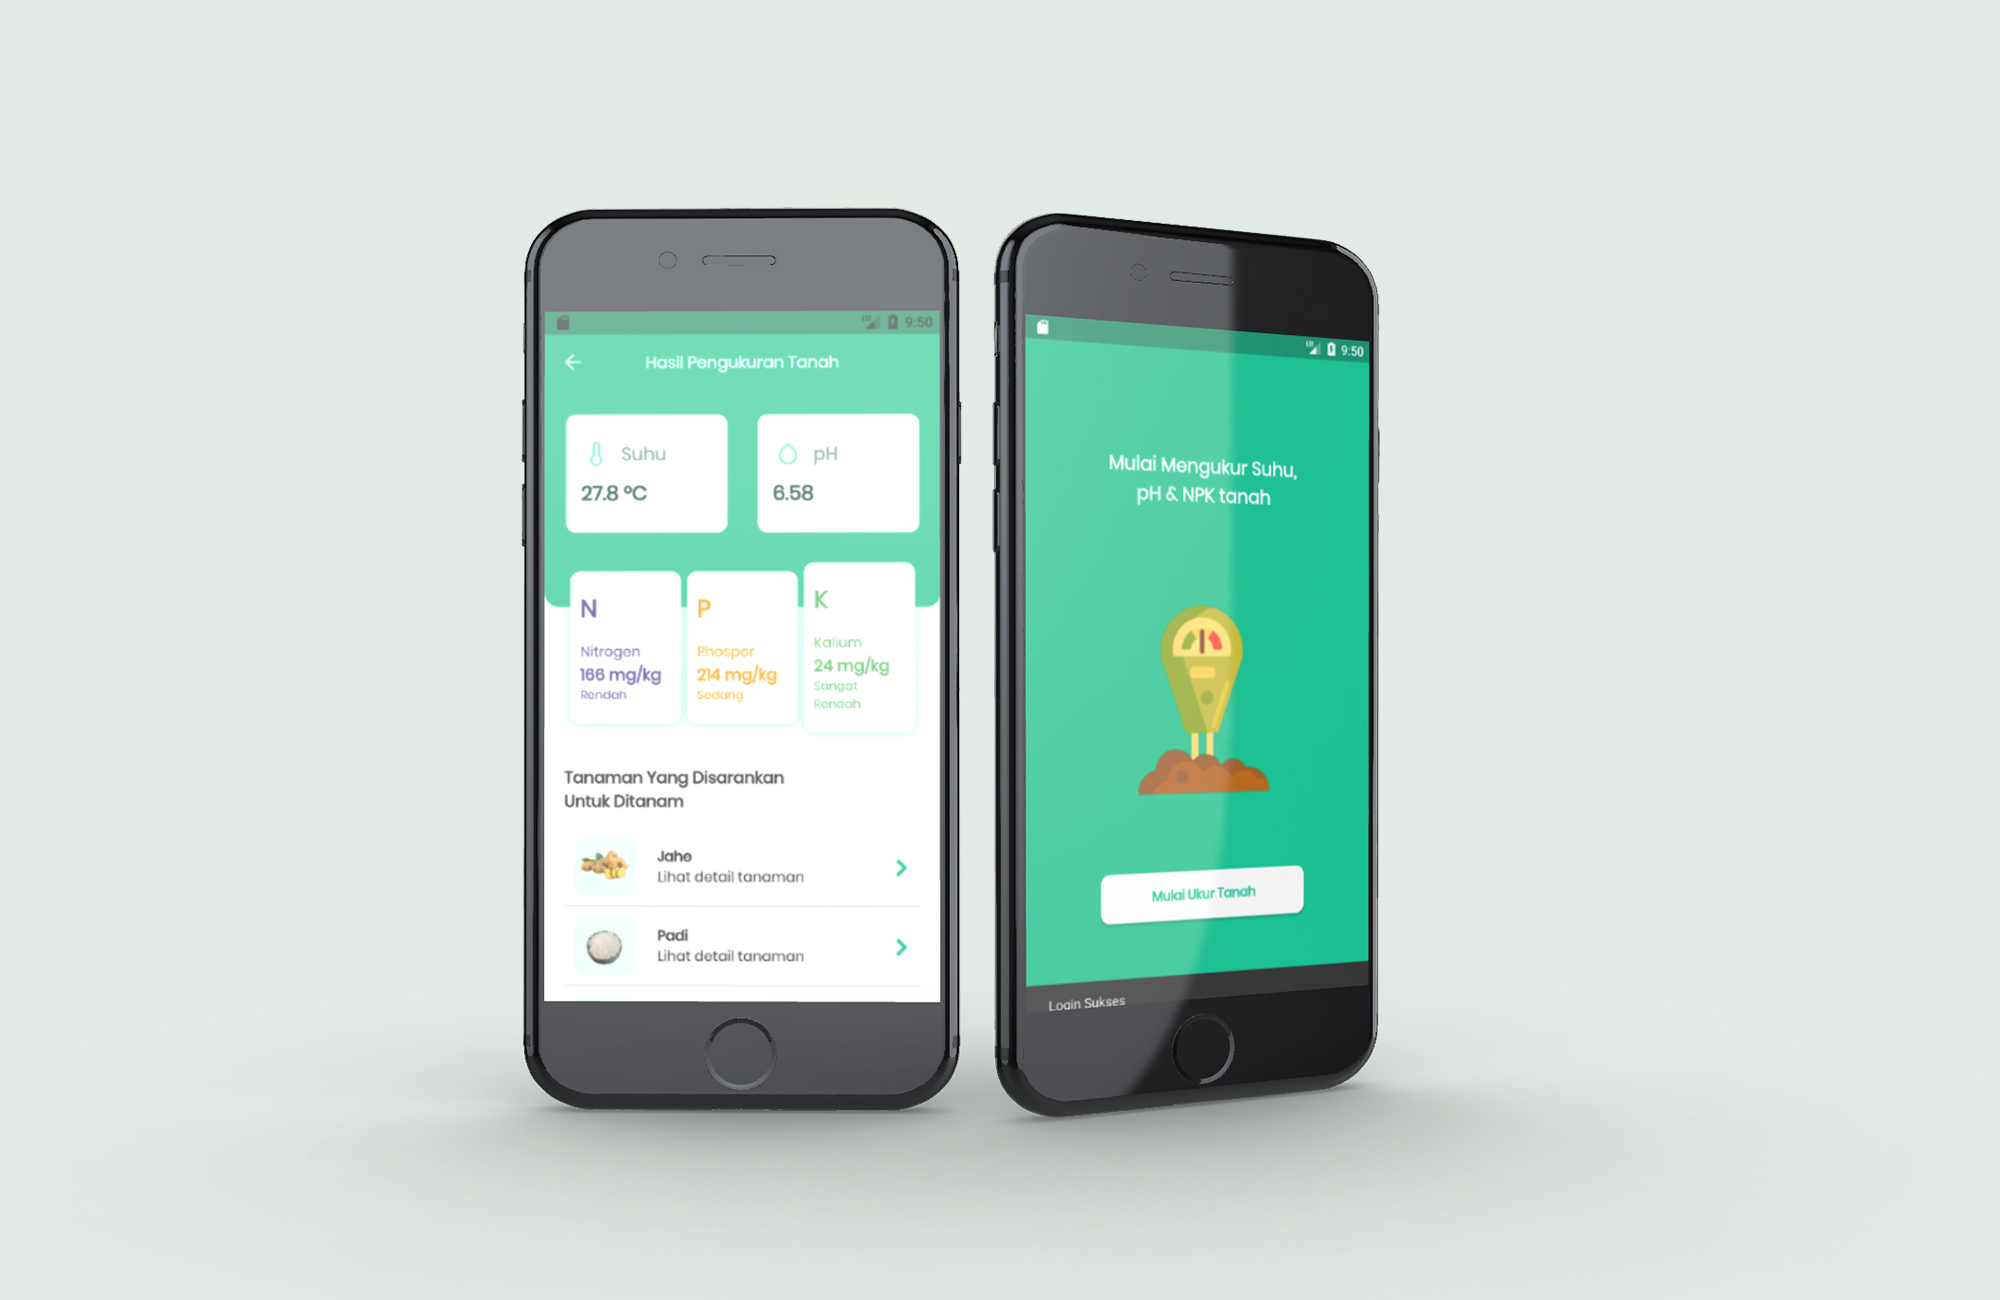 9:50
Hasil Pengukuran Tanah
Suhu
27.8 °C
pH
6.58
N
Nitrogen
166 mg/kg
Rendah
P
Phospor
214 mg/kg
Sedang
K
Kalium
24 mg/kg
Sangat
Rendah
Tanaman Yang Disarankan
Untuk Ditanam
Jahe
Lihat detail tanaman
Padi
Lihat detail tanaman
9:50
Mulai Mengukur Suhu,
pH & NPK tanah
Mulai Ukur Tanah
Login Sukses